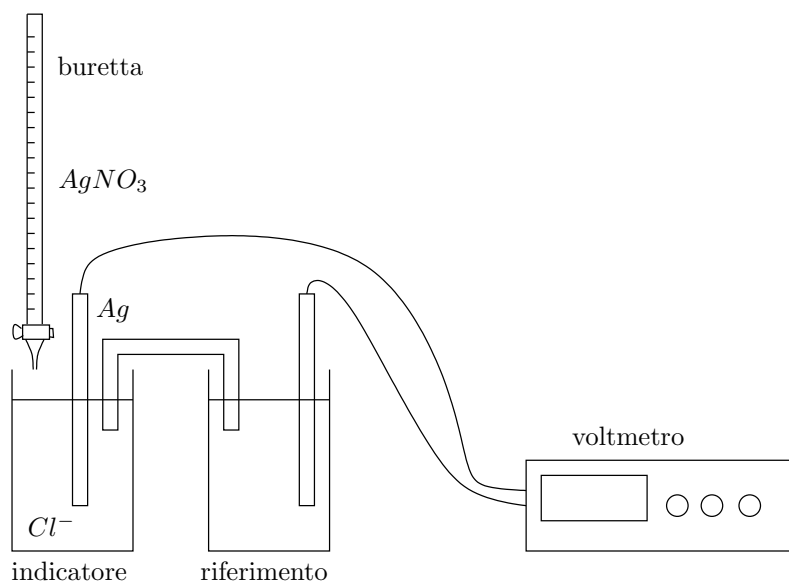 buretta
AgNO₃
Ag
voltmetro
Cl⁻
indicatore
riferimento